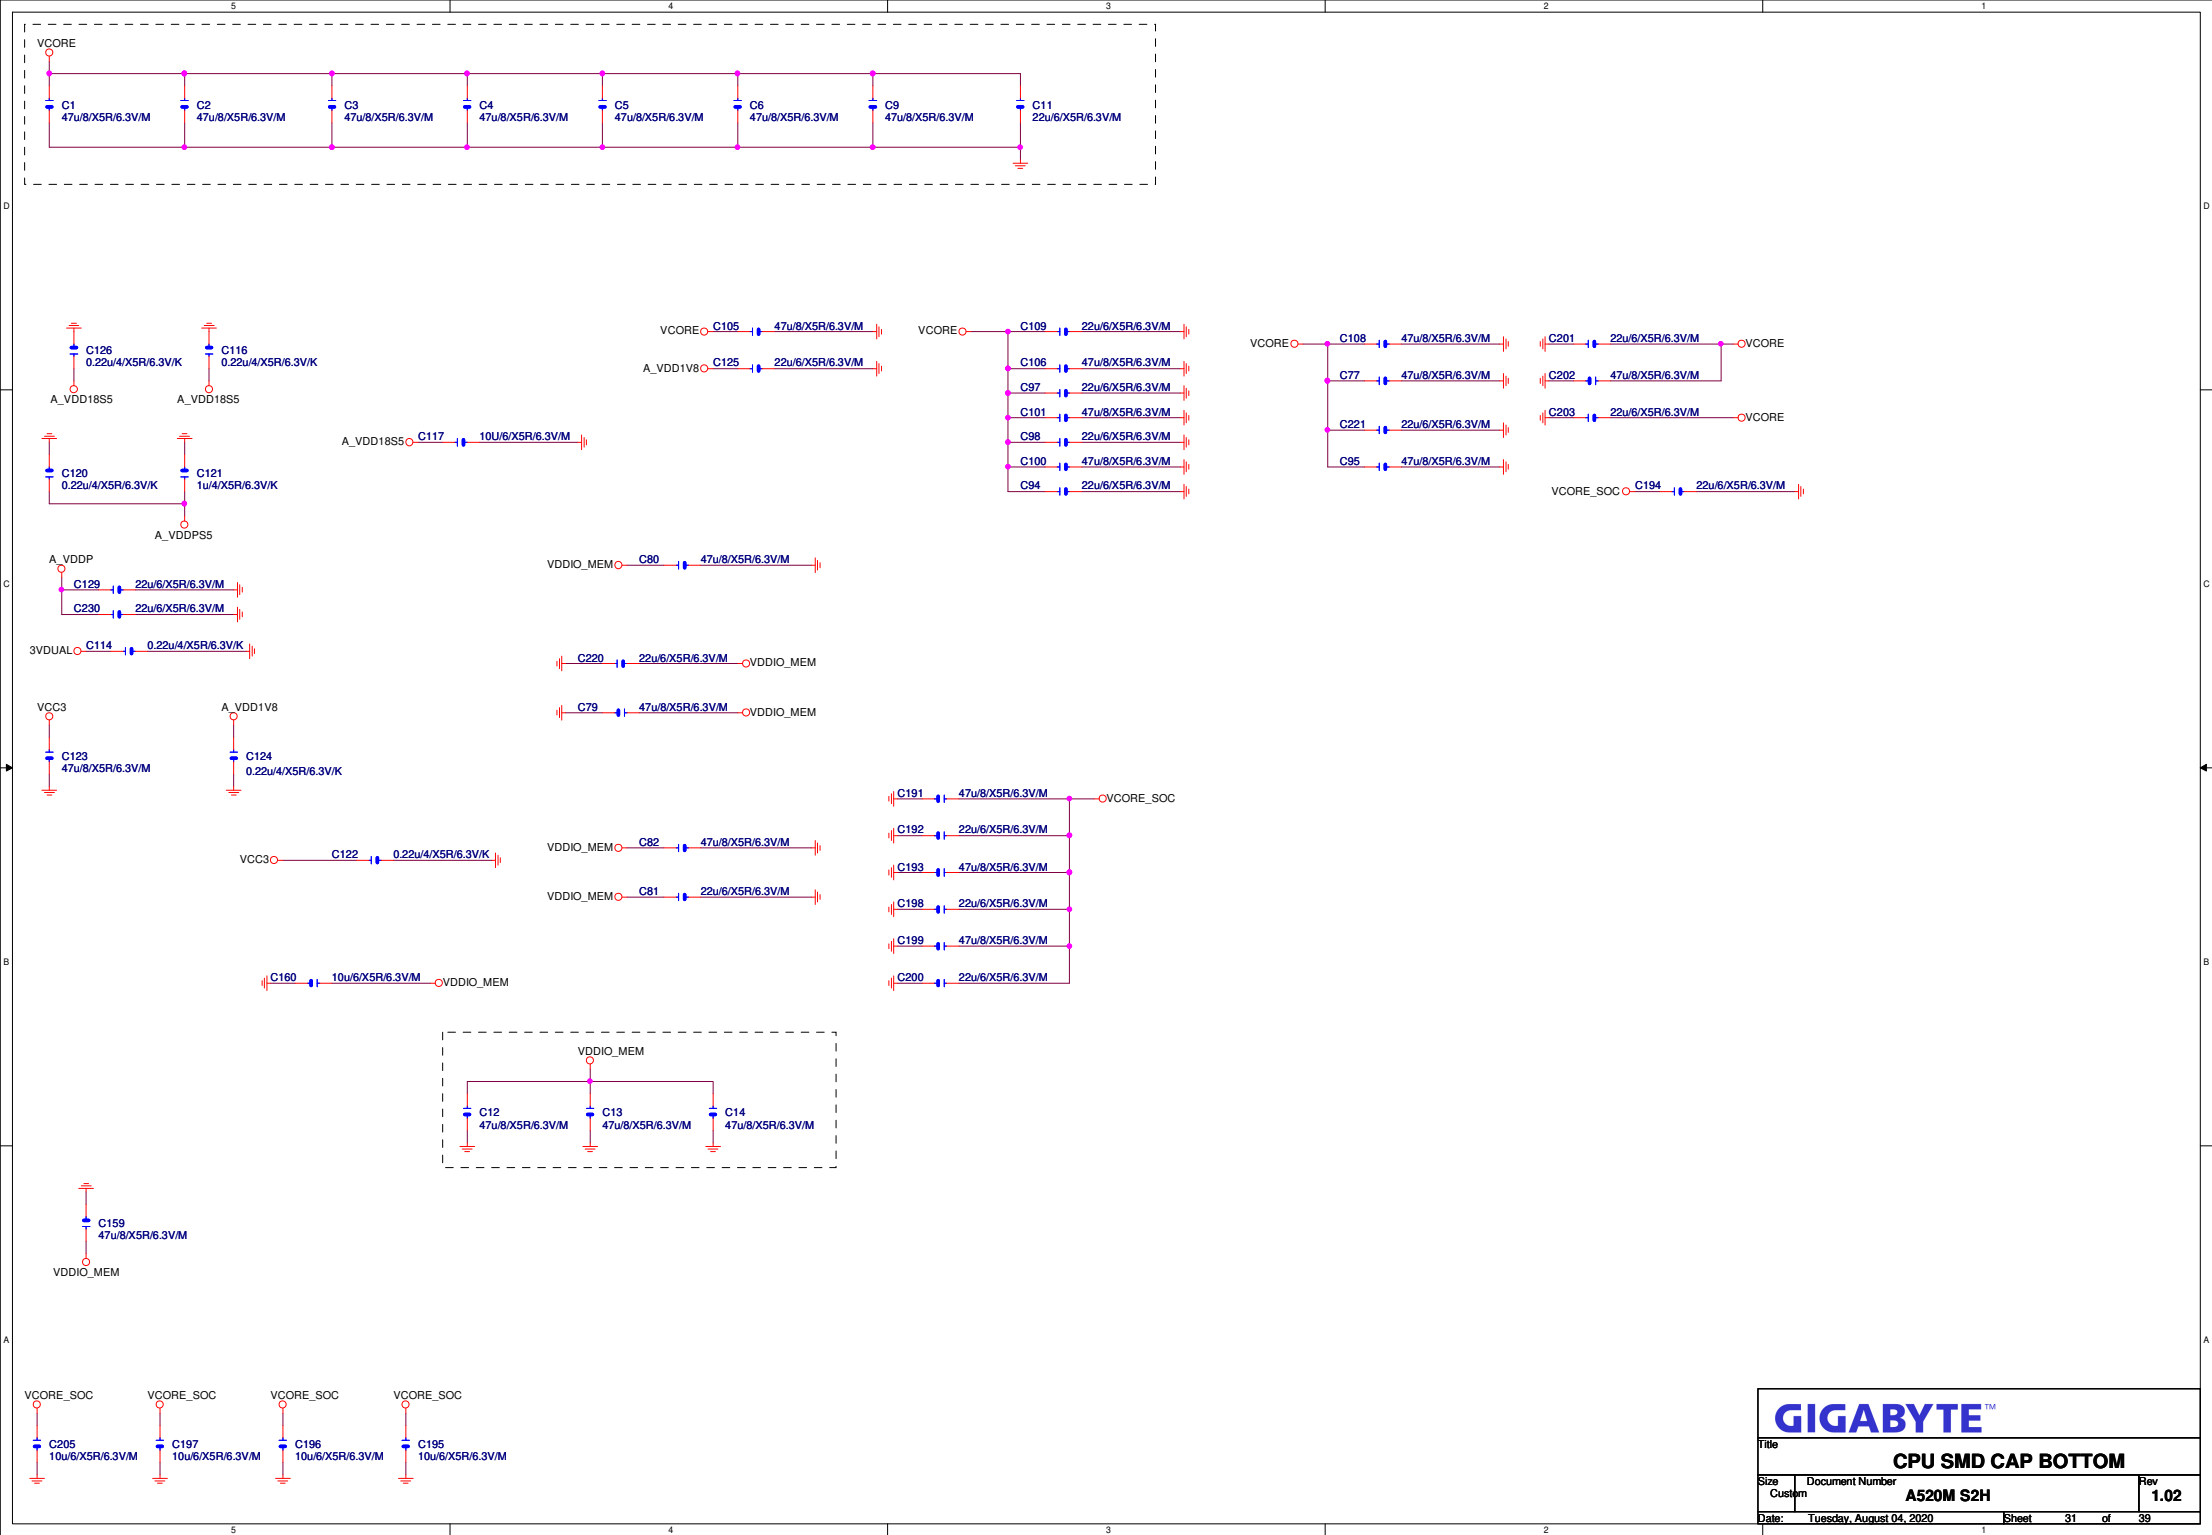 5 4 3 2 1
VCORE
C1 C2 C3 C4 C5 C6 C9 C11
47u/8/X5R/6.3V/M 47u/8/X5R/6.3V/M 47u/8/X5R/6.3V/M 47u/8/X5R/6.3V/M 47u/8/X5R/6.3V/M 47u/8/X5R/6.3V/M 47u/8/X5R/6.3V/M 22u/6/X5R/6.3V/M
D D
VCORE C105 47u/8/X5R/6.3V/M
A_VDD1V8 C125 22u/6/X5R/6.3V/M
VCORE C109 22u/6/X5R/6.3V/M
C106 47u/8/X5R/6.3V/M
C97 22u/6/X5R/6.3V/M
C101 47u/8/X5R/6.3V/M
C98 22u/6/X5R/6.3V/M
C100 47u/8/X5R/6.3V/M
C94 22u/6/X5R/6.3V/M
VCORE C108 47u/8/X5R/6.3V/M
C77 47u/8/X5R/6.3V/M
C221 22u/6/X5R/6.3V/M
C95 47u/8/X5R/6.3V/M
C201 22u/6/X5R/6.3V/M VCORE
C202 47u/8/X5R/6.3V/M
C203 22u/6/X5R/6.3V/M VCORE
VCORE_SOC C194 22u/6/X5R/6.3V/M
C126 C116
0.22u/4/X5R/6.3V/K 0.22u/4/X5R/6.3V/K
A_VDD18S5 A_VDD18S5
A_VDD18S5 C117 10U/6/X5R/6.3V/M
C120 C121
0.22u/4/X5R/6.3V/K 1u/4/X5R/6.3V/K
A_VDDPS5
A_VDDP
C129 22u/6/X5R/6.3V/M
C230 22u/6/X5R/6.3V/M
C C
VDDIO_MEM C80 47u/8/X5R/6.3V/M
3VDUAL C114 0.22u/4/X5R/6.3V/K
C220 22u/6/X5R/6.3V/M VDDIO_MEM
C79 47u/8/X5R/6.3V/M VDDIO_MEM
VCC3 A_VDD1V8
C123 C124
47u/8/X5R/6.3V/M 0.22u/4/X5R/6.3V/K
VCC3 C122 0.22u/4/X5R/6.3V/K
VDDIO_MEM C82 47u/8/X5R/6.3V/M
VDDIO_MEM C81 22u/6/X5R/6.3V/M
C191 47u/8/X5R/6.3V/M VCORE_SOC
C192 22u/6/X5R/6.3V/M
C193 47u/8/X5R/6.3V/M
C198 22u/6/X5R/6.3V/M
C199 47u/8/X5R/6.3V/M
C200 22u/6/X5R/6.3V/M
B B
C160 10u/6/X5R/6.3V/M VDDIO_MEM
VDDIO_MEM
C12 C13 C14
47u/8/X5R/6.3V/M 47u/8/X5R/6.3V/M 47u/8/X5R/6.3V/M
C159
47u/8/X5R/6.3V/M
VDDIO_MEM
A A
VCORE_SOC VCORE_SOC VCORE_SOC VCORE_SOC
C205 C197 C196 C195
10u/6/X5R/6.3V/M 10u/6/X5R/6.3V/M 10u/6/X5R/6.3V/M 10u/6/X5R/6.3V/M
GIGABYTE™
Title
CPU SMD CAP BOTTOM
Size Document Number Rev
Custom A520M S2H 1.02
Date: Tuesday, August 04, 2020 Sheet 31 of 39
5 4 3 2 1